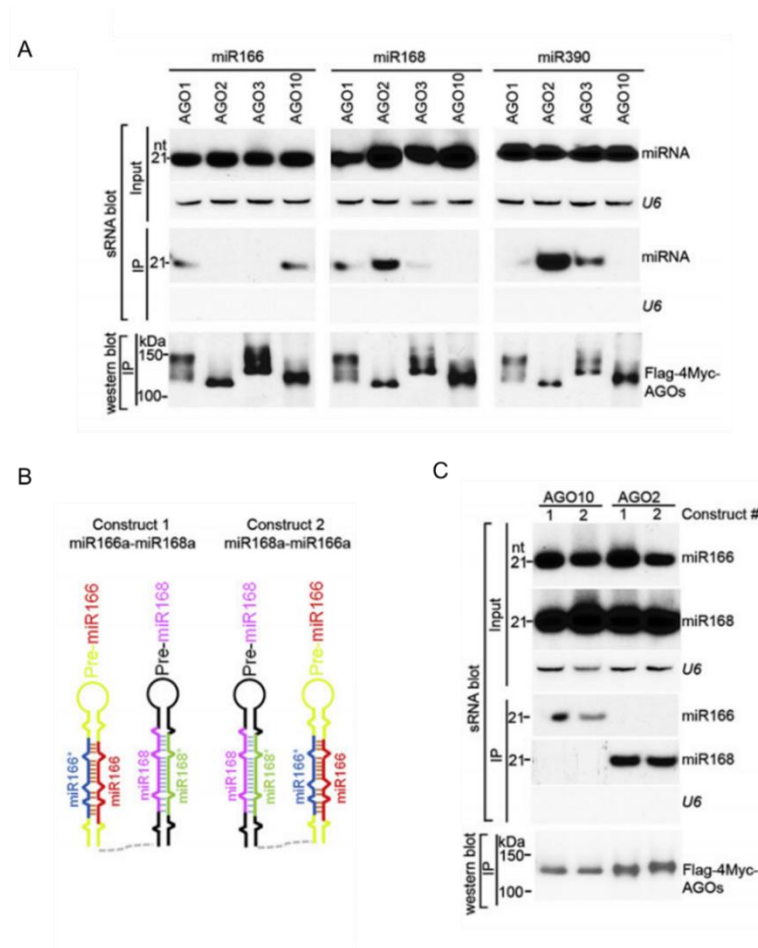 A
miR166 miR168 miR390
AGO1 AGO2 AGO3 AGO10 AGO1 AGO2 AGO3 AGO10 AGO1 AGO2 AGO3 AGO10
sRNA blot
Input
nt
21- miRNA
U6
IP
21- miRNA
U6
western blot
IP
kDa
150-
100-
Flag-4Myc-
AGOs
B
Construct 1
miR166a-miR168a
Construct 2
miR168a-miR166a
Pre-miR166
Pre-miR168
Pre-miR168
Pre-miR166
miR166*
miR166
miR168
miR168*
miR168
miR168*
miR166*
miR166
C
AGO10 AGO2
1 2 1 2 Construct #
sRNA blot
Input
nt
21- miR166
21- miR168
U6
IP
21- miR166
21- miR168
U6
western blot
IP
kDa
150-
100-
Flag-4Myc-
AGOs